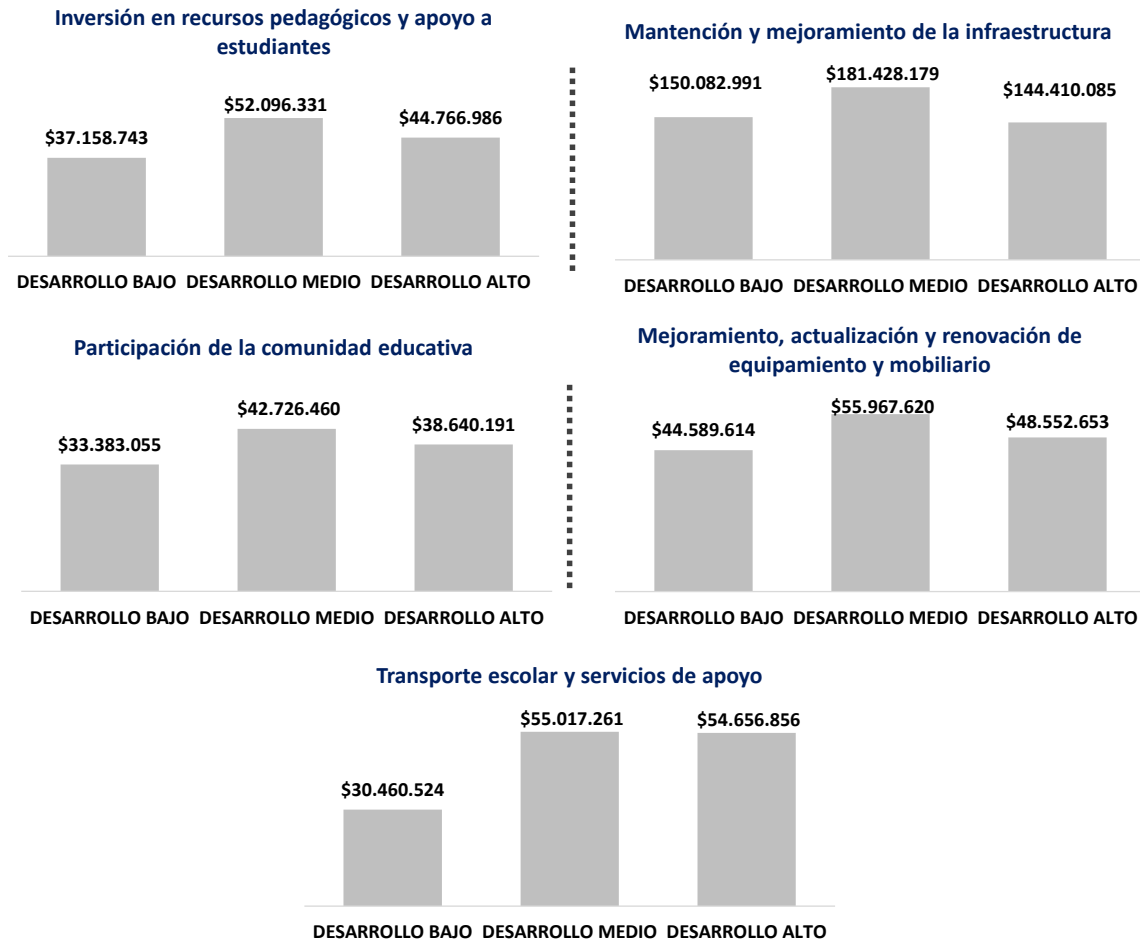 Inversión en recursos pedagógicos y apoyo a
estudiantes
$37.158.743
$52.096.331
$44.766.986
DESARROLLO BAJO DESARROLLO MEDIO DESARROLLO ALTO
Mantención y mejoramiento de la infraestructura
$150.082.991
$181.428.179
$144.410.085
DESARROLLO BAJO DESARROLLO MEDIO DESARROLLO ALTO
Participación de la comunidad educativa
$33.383.055
$42.726.460
$38.640.191
DESARROLLO BAJO DESARROLLO MEDIO DESARROLLO ALTO
Mejoramiento, actualización y renovación de
equipamiento y mobiliario
$44.589.614
$55.967.620
$48.552.653
DESARROLLO BAJO DESARROLLO MEDIO DESARROLLO ALTO
Transporte escolar y servicios de apoyo
$30.460.524
$55.017.261
$54.656.856
DESARROLLO BAJO DESARROLLO MEDIO DESARROLLO ALTO